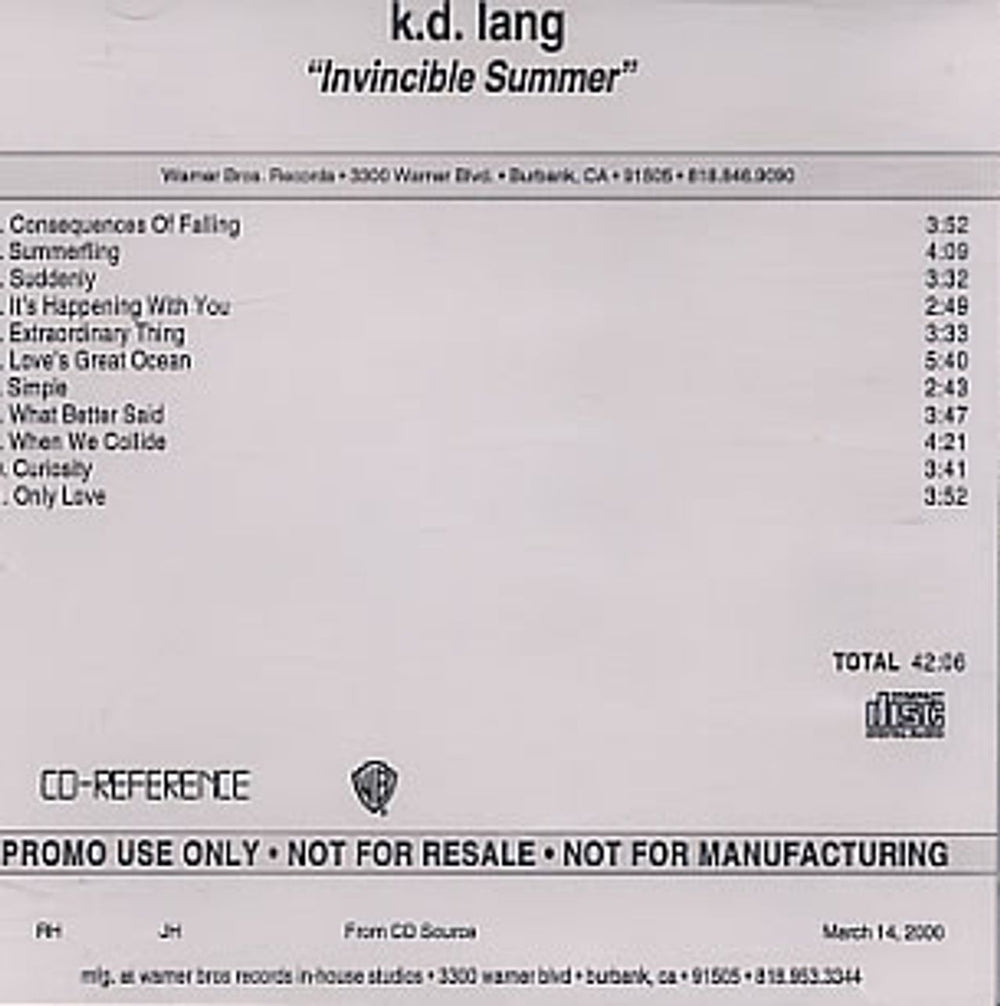 k.d. lang
“Invincible Summer”
Warner Bros. Records • 3300 Warner Blvd. • Burbank, CA • 91505 • 818.846.9090
. Consequences Of Falling 3:52
. Summerfling 4:09
. Suddenly 3:32
. It's Happening With You 2:49
. Extraordinary Thing 3:33
. Love's Great Ocean 5:40
. Simple 2:43
. What Better Said 3:47
. When We Collide 4:21
. Curiosity 3:41
. Only Love 3:52
TOTAL 42:06
COMPACT
disc
DIGITAL AUDIO
CD-REFERENCE
WB
PROMO USE ONLY • NOT FOR RESALE • NOT FOR MANUFACTURING
RH JH From CD Source March 14, 2000
mfg. at warner bros records in-house studios • 3300 warner blvd • burbank, ca • 91505 • 818.953.3344